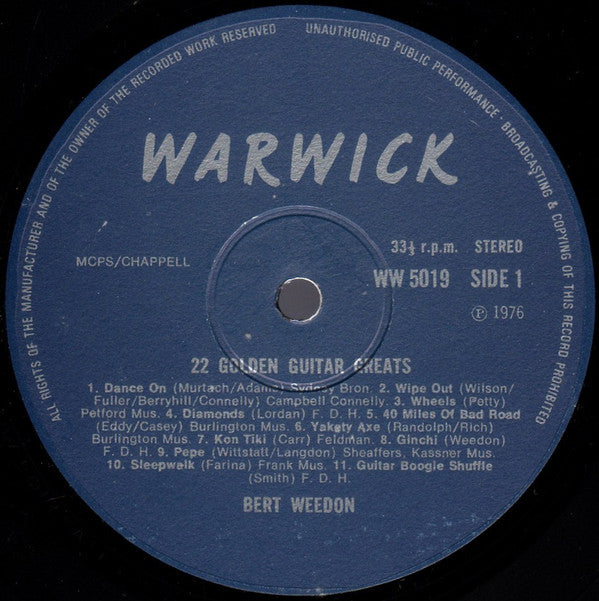 ALL RIGHTS OF THE MANUFACTURER AND OF THE OWNER OF THE RECORDED WORK RESERVED
UNAUTHORISED PUBLIC PERFORMANCE · BROADCASTING & COPYING OF THIS RECORD PROHIBITED
WARWICK
MCPS/CHAPPELL
33⅓ r.p.m. STEREO
WW 5019 SIDE 1
℗ 1976
22 GOLDEN GUITAR GREATS
1. Dance On (Murtach/Adams) Sydney Bron. 2. Wipe Out (Wilson/
Fuller/Berryhill/Connelly) Campbell Connelly. 3. Wheels (Petty)
Petford Mus. 4. Diamonds (Lordan) F. D. H. 5. 40 Miles Of Bad Road
(Eddy/Casey) Burlington Mus. 6. Yakety Axe (Randolph/Rich)
Burlington Mus. 7. Kon Tiki (Carr) Feldman. 8. Ginchi (Weedon)
F. D. H. 9. Pepe (Wittstatt/Langdon) Sheaffers, Kassner Mus.
10. Sleepwalk (Farina) Frank Mus. 11. Guitar Boogie Shuffle
(Smith) F. D. H.
BERT WEEDON